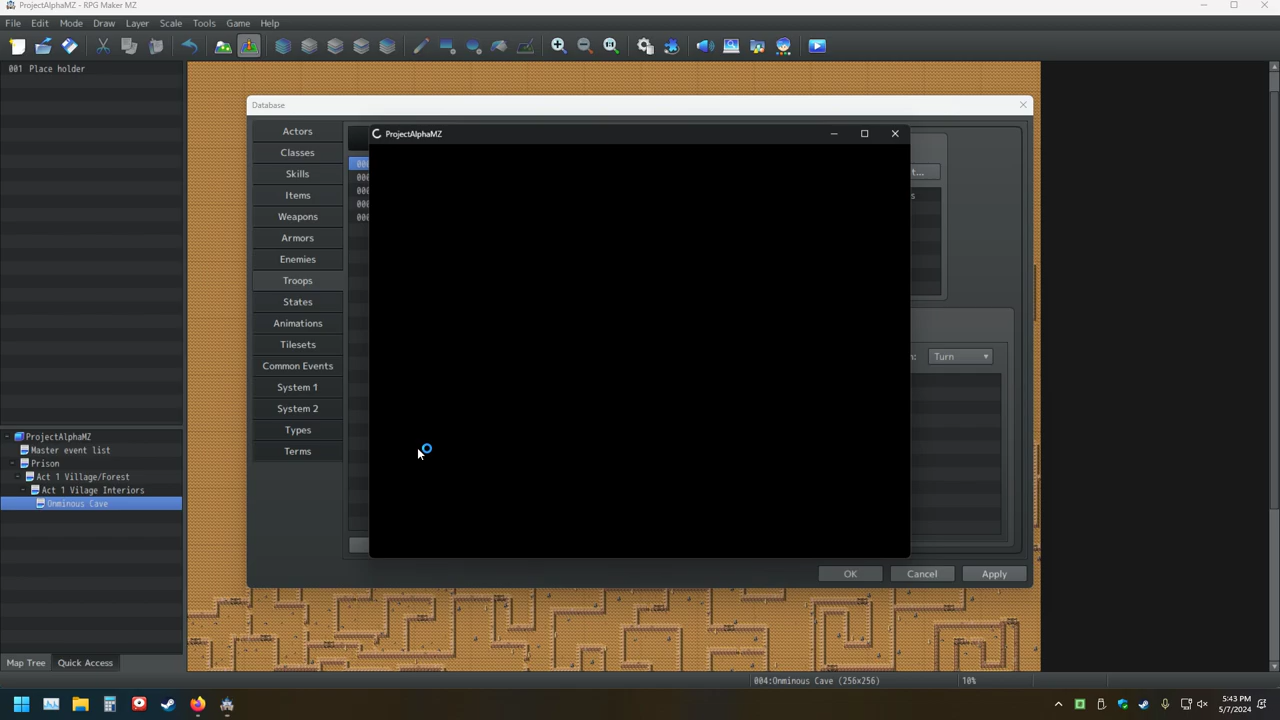 ProjectAlphaMZ - RPG Maker MZ
File Edit Mode Draw Layer Scale Tools Game Help
001 Place holder
Database
Actors
Classes
Skills
Items
Weapons
Armors
Enemies
Troops
States
Animations
Tilesets
Common Events
System 1
System 2
Types
Terms
ProjectAlphaMZ
Turn
OK Cancel Apply
ProjectAlphaMZ
Master event list
Prison
Act 1 Village/Forest
Act 1 Vilage Interiors
Onminous Cave
Map Tree Quick Access
004:Onminous Cave (256x256) 10%
5:43 PM
5/7/2024